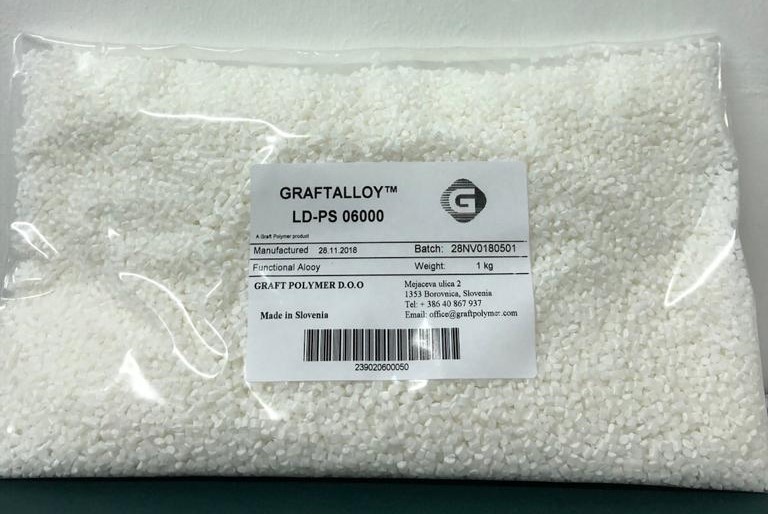 GRAFTALLOY™
LD-PS 06000
G
A Graft Polymer product
Manufactured 28.11.2018 Batch: 28NV0180501
Functional Alooy Weight: 1 kg
GRAFT POLYMER D.O.O
Made in Slovenia
Mejaceva ulica 2
1353 Borovnica, Slovenia
Tel: + 386 40 867 937
Email: office@graftpolymer.com
239020600050